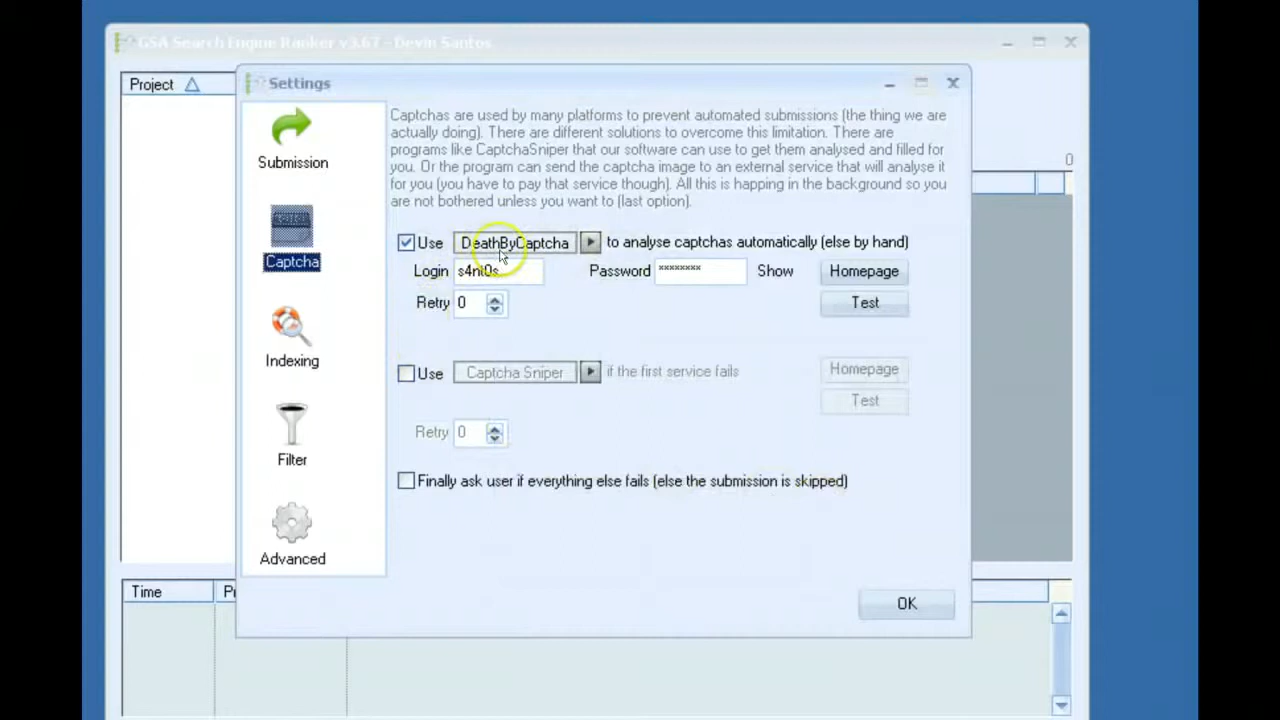 GSA Search Engine Ranker v3.67 - Devin Santos
Project
Settings
0
Submission
Captcha
Indexing
Filter
Advanced
Captchas are used by many platforms to prevent automated submissions (the thing we are
actually doing). There are different solutions to overcome this limitation. There are
programs like CaptchaSniper that our software can use to get them analysed and filled for
you. Or the program can send the captcha image to an external service that will analyse it
for you (you have to pay that service though). All this is happing in the background so you
are not bothered unless you want to (last option).
Use DeathByCaptcha to analyse captchas automatically (else by hand)
Login s4nt0s Password ******** Show Homepage
Retry 0 Test
Use Captcha Sniper if the first service fails Homepage
Test
Retry 0
Finally ask user if everything else fails (else the submission is skipped)
OK
Time